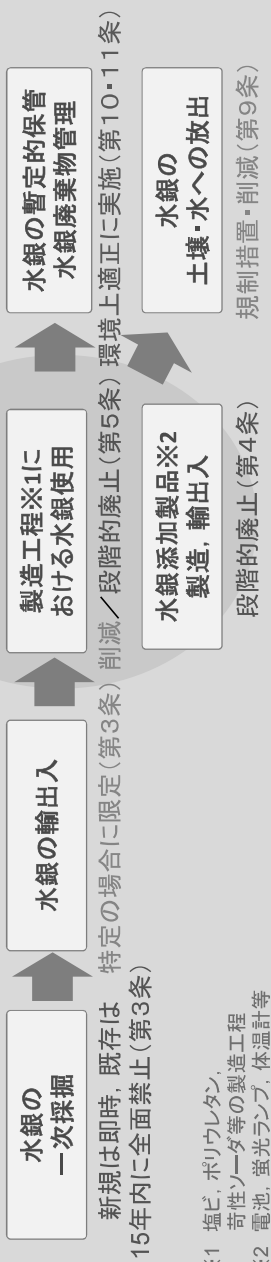 水銀の
一次採掘
新規は即時，既存は
15年内に全面禁止(第3条)
水銀の輸出入
特定の場合に限定(第3条)
製造工程※1に
おける水銀使用
削減／段階的廃止(第5条)
水銀の暫定的保管
水銀廃棄物管理
環境上適正に実施(第10・11条)
水銀添加製品※2
製造，輸出入
段階的廃止(第4条)
水銀の
土壌・水への放出
規制措置・削減(第9条)
※1 塩ビ，ポリウレタン，
苛性ソーダ等の製造工程
※2 電池，蛍光ランプ，体温計等